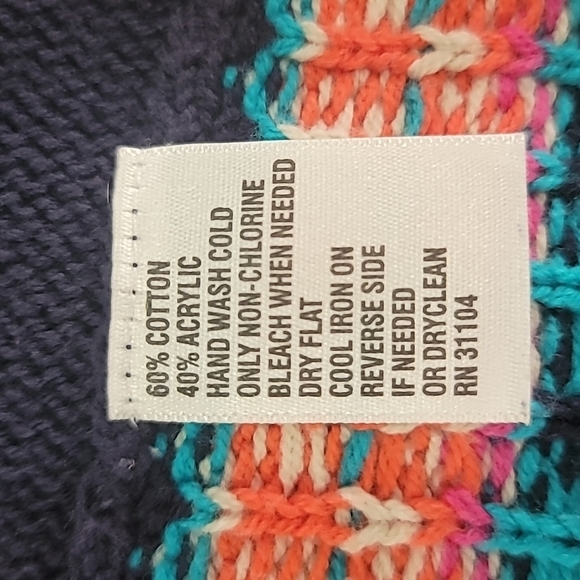 60% COTTON
40% ACRYLIC
HAND WASH COLD
ONLY NON-CHLORINE
BLEACH WHEN NEEDED
DRY FLAT
COOL IRON ON
REVERSE SIDE
IF NEEDED
OR DRYCLEAN
RN 31104